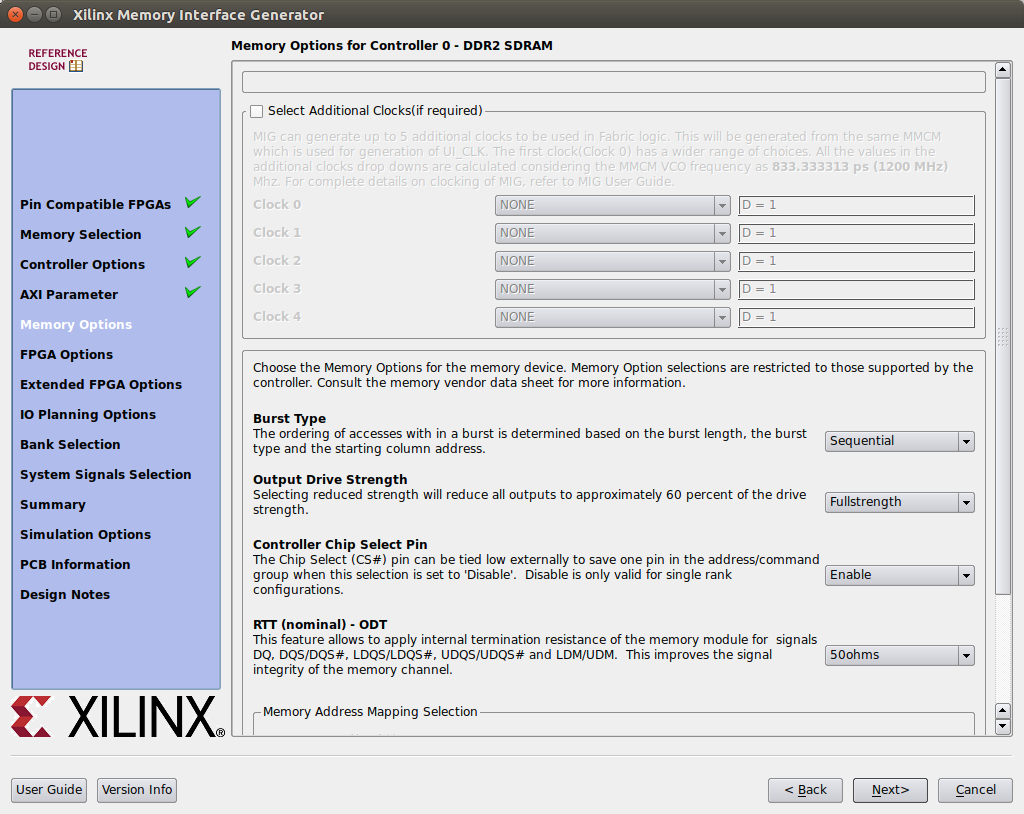 Xilinx Memory Interface Generator
REFERENCE
DESIGN
Pin Compatible FPGAs
Memory Selection
Controller Options
AXI Parameter
Memory Options
FPGA Options
Extended FPGA Options
IO Planning Options
Bank Selection
System Signals Selection
Summary
Simulation Options
PCB Information
Design Notes
XILINX®
Memory Options for Controller 0 - DDR2 SDRAM
Select Additional Clocks(if required)
MIG can generate up to 5 additional clocks to be used in Fabric logic. This will be generated from the same MMCM
which is used for generation of UI_CLK. The first clock(Clock 0) has a wider range of choices. All the values in the
additional clocks drop downs are calculated considering the MMCM VCO frequency as 833.333313 ps (1200 MHz)
Mhz. For complete details on clocking of MIG, refer to MIG User Guide.
Clock 0 NONE D = 1
Clock 1 NONE D = 1
Clock 2 NONE D = 1
Clock 3 NONE D = 1
Clock 4 NONE D = 1
Choose the Memory Options for the memory device. Memory Option selections are restricted to those supported by the
controller. Consult the memory vendor data sheet for more information.
Burst Type
The ordering of accesses with in a burst is determined based on the burst length, the burst
type and the starting column address.
Sequential
Output Drive Strength
Selecting reduced strength will reduce all outputs to approximately 60 percent of the drive
strength.
Fullstrength
Controller Chip Select Pin
The Chip Select (CS#) pin can be tied low externally to save one pin in the address/command
group when this selection is set to 'Disable'. Disable is only valid for single rank
configurations.
Enable
RTT (nominal) - ODT
This feature allows to apply internal termination resistance of the memory module for signals
DQ, DQS/DQS#, LDQS/LDQS#, UDQS/UDQS# and LDM/UDM. This improves the signal
integrity of the memory channel.
50ohms
Memory Address Mapping Selection
User Guide
Version Info
< Back
Next>
Cancel